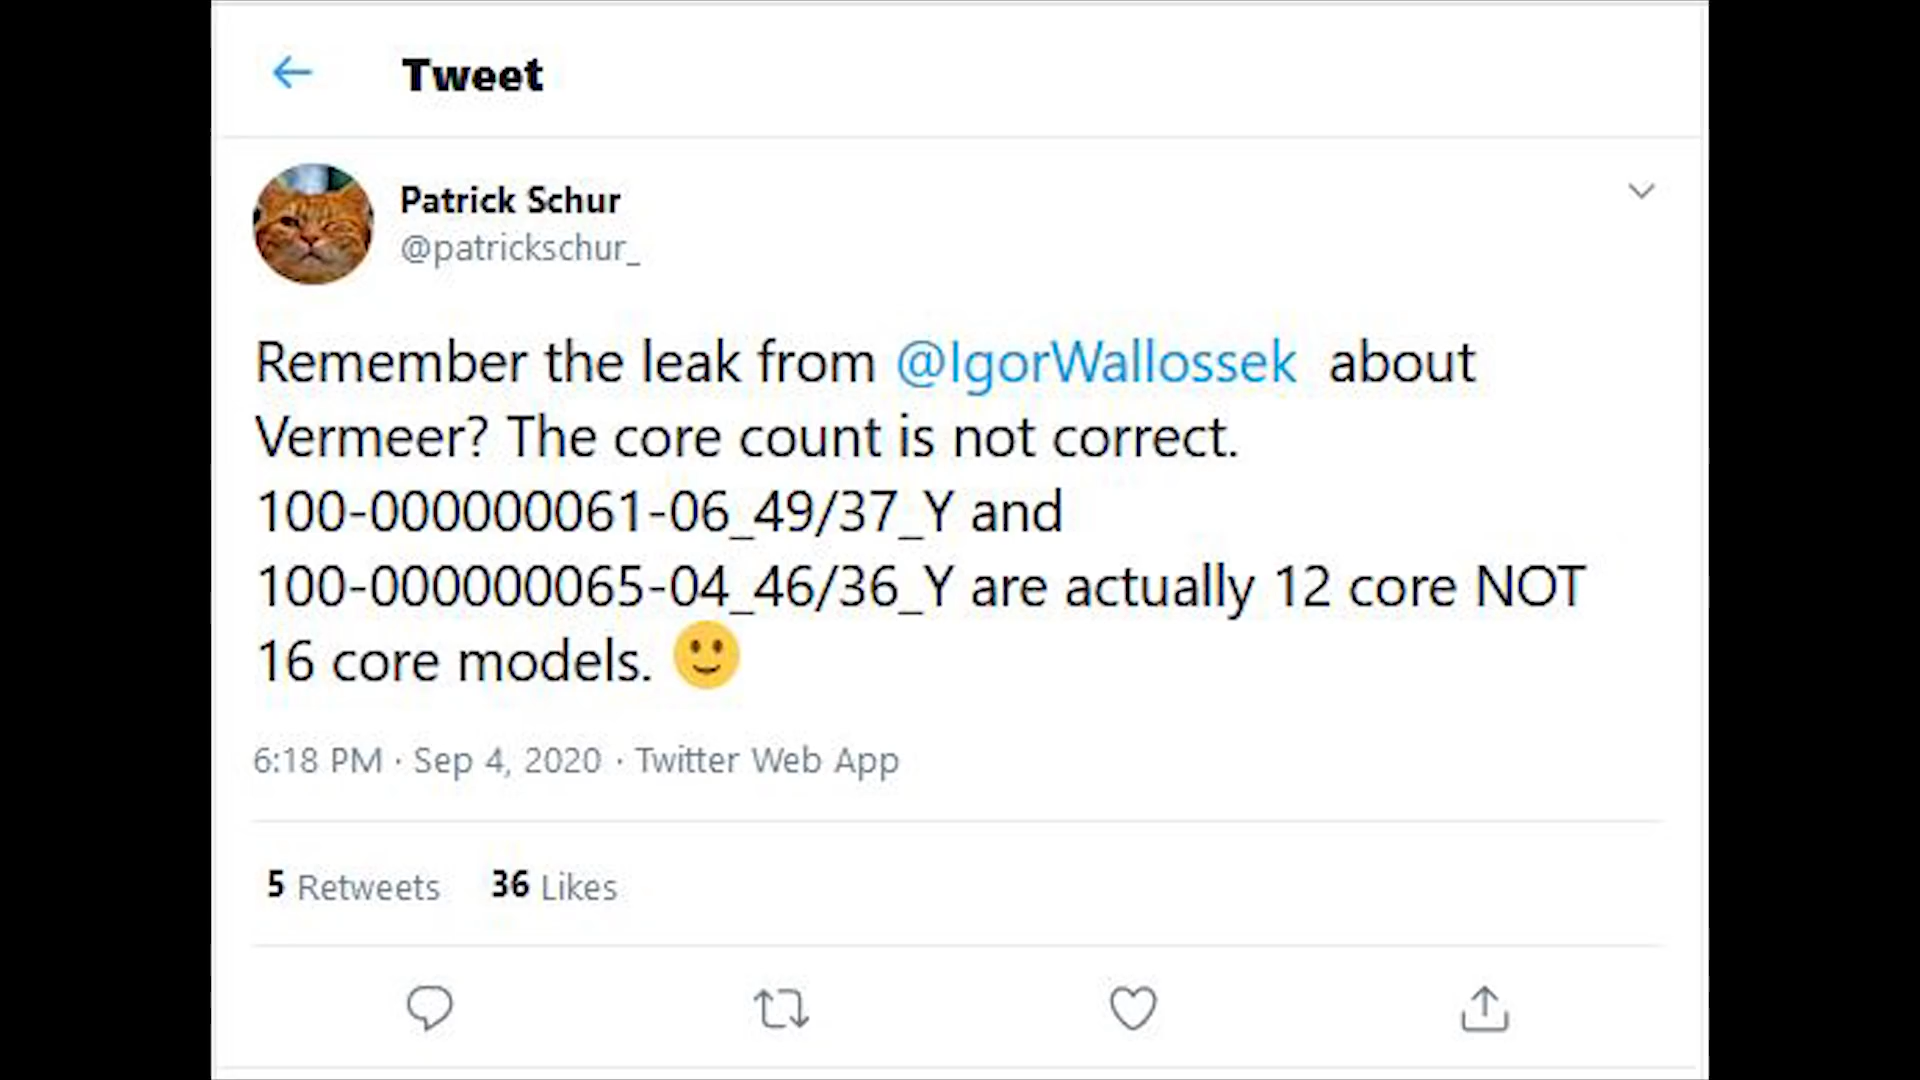 Tweet
Patrick Schur
@patrickschur_
Remember the leak from @IgorWallossek about
Vermeer? The core count is not correct.
100-000000061-06_49/37_Y and
100-000000065-04_46/36_Y are actually 12 core NOT
16 core models. 🙂
6:18 PM · Sep 4, 2020 · Twitter Web App
5 Retweets 36 Likes